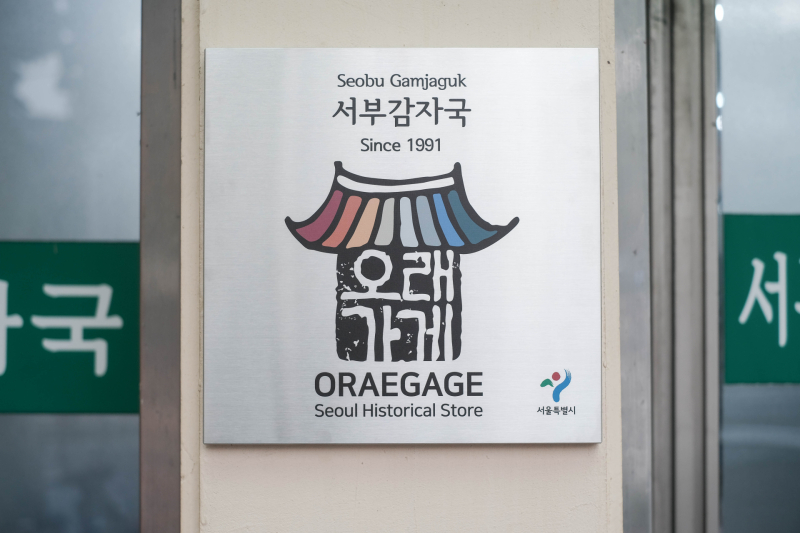 Seobu Gamjaguk
서부감자국
Since 1991
오래
가게
ORAEGAGE
Seoul Historical Store
서울특별시
국
서